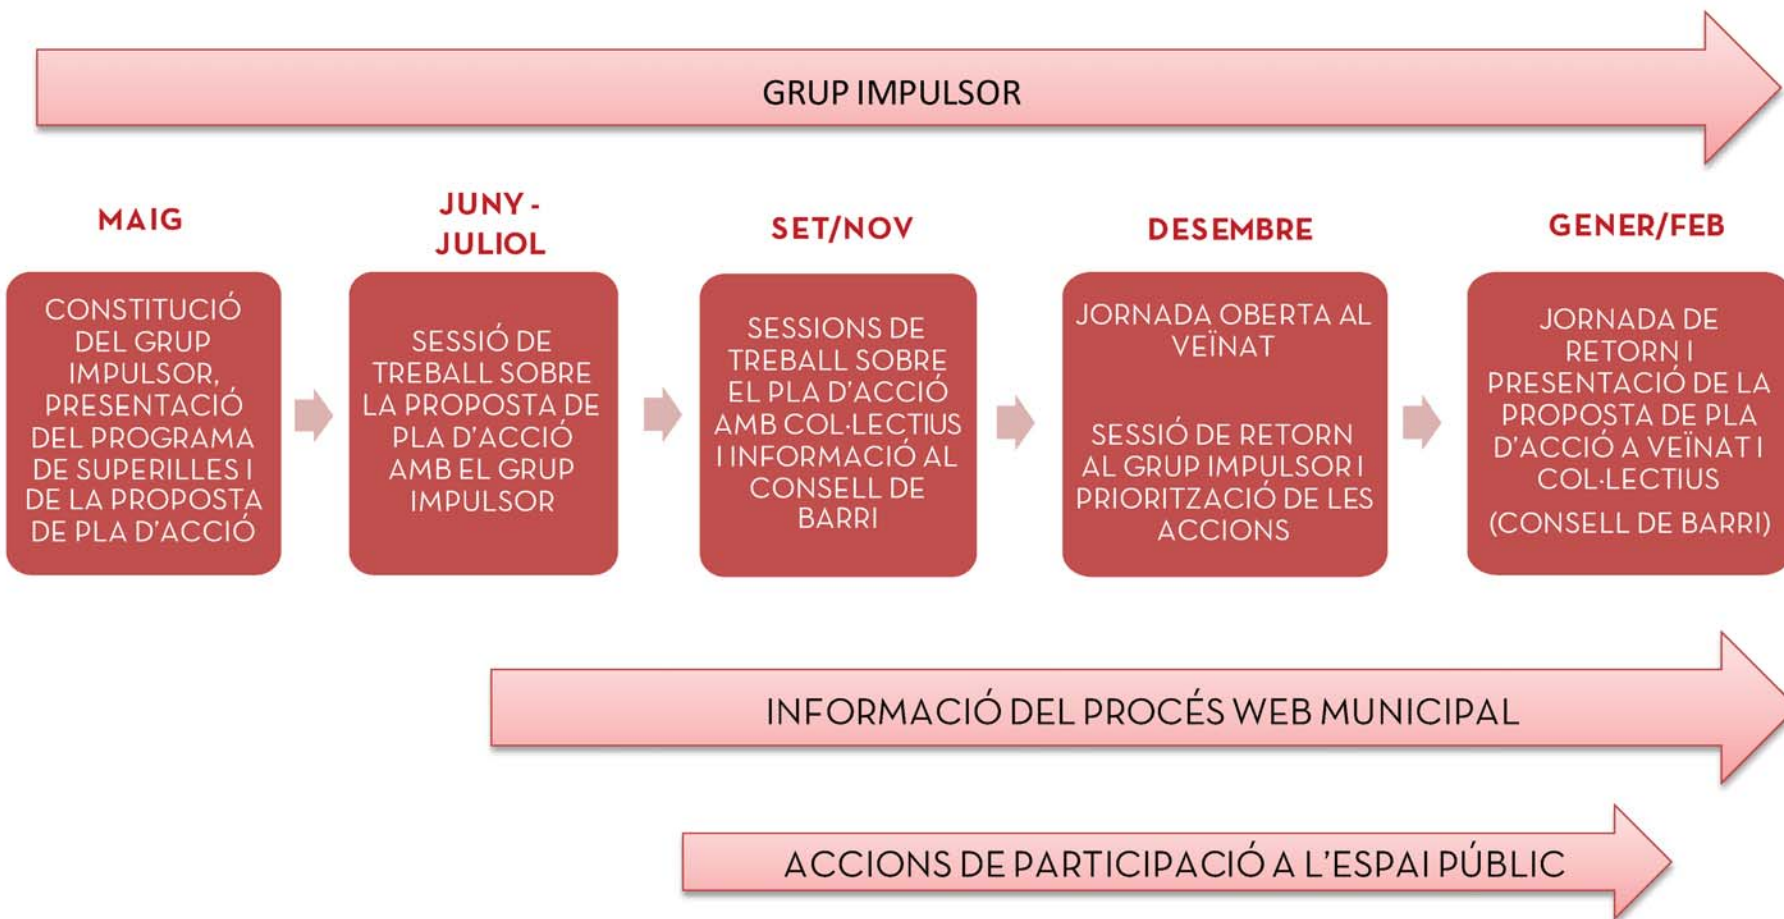 GRUP IMPULSOR
MAIG
CONSTITUCIÓ
DEL GRUP
IMPULSOR,
PRESENTACIÓ
DEL PROGRAMA
DE SUPERILLES I
DE LA PROPOSTA
DE PLA D'ACCIÓ
JUNY -
JULIOL
SESSIÓ DE
TREBALL SOBRE
LA PROPOSTA DE
PLA D'ACCIÓ
AMB EL GRUP
IMPULSOR
SET/NOV
SESSIONS DE
TREBALL SOBRE
EL PLA D'ACCIÓ
AMB COL·LECTIUS
I INFORMACIÓ AL
CONSELL DE
BARRI
DESEMBRE
JORNADA OBERTA AL
VEÏNAT
SESSIÓ DE RETORN
AL GRUP IMPULSOR I
PRIORITZACIÓ DE LES
ACCIONS
GENER/FEB
JORNADA DE
RETORN I
PRESENTACIÓ DE LA
PROPOSTA DE PLA
D'ACCIÓ A VEÏNAT I
COL·LECTIUS
(CONSELL DE BARRI)
INFORMACIÓ DEL PROCÉS WEB MUNICIPAL
ACCIONS DE PARTICIPACIÓ A L'ESPAI PÚBLIC